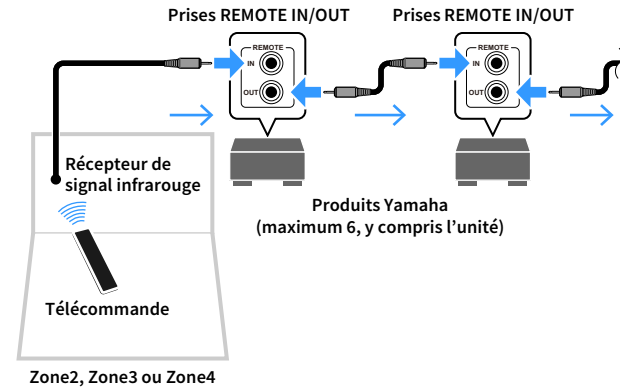 Prises REMOTE IN/OUT
Prises REMOTE IN/OUT
REMOTE
IN
OUT
REMOTE
IN
OUT
Récepteur de
signal infrarouge
Produits Yamaha
(maximum 6, y compris l’unité)
Télécommande
Zone2, Zone3 ou Zone4